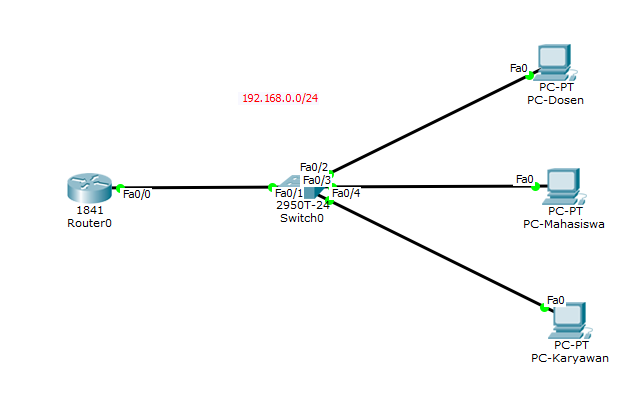 Fa0
PC-PT
PC-Dosen
192.168.0.0/24
Fa0/2
Fa0/3
Fa0/1
Fa0/4
2950T-24
Switch0
Fa0/0
1841
Router0
Fa0
PC-PT
PC-Mahasiswa
Fa0
PC-PT
PC-Karyawan